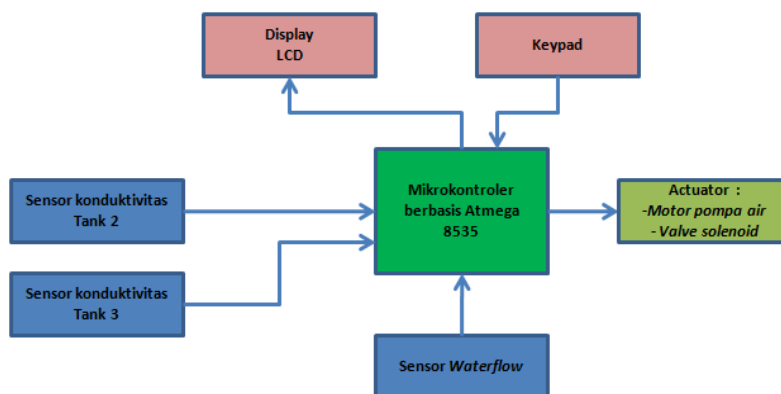 Display
LCD
Keypad
Sensor konduktivitas
Tank 2
Mikrokontroler
berbasis Atmega
8535
Actuator :
-Motor pompa air
- Valve solenoid
Sensor konduktivitas
Tank 3
Sensor Waterflow